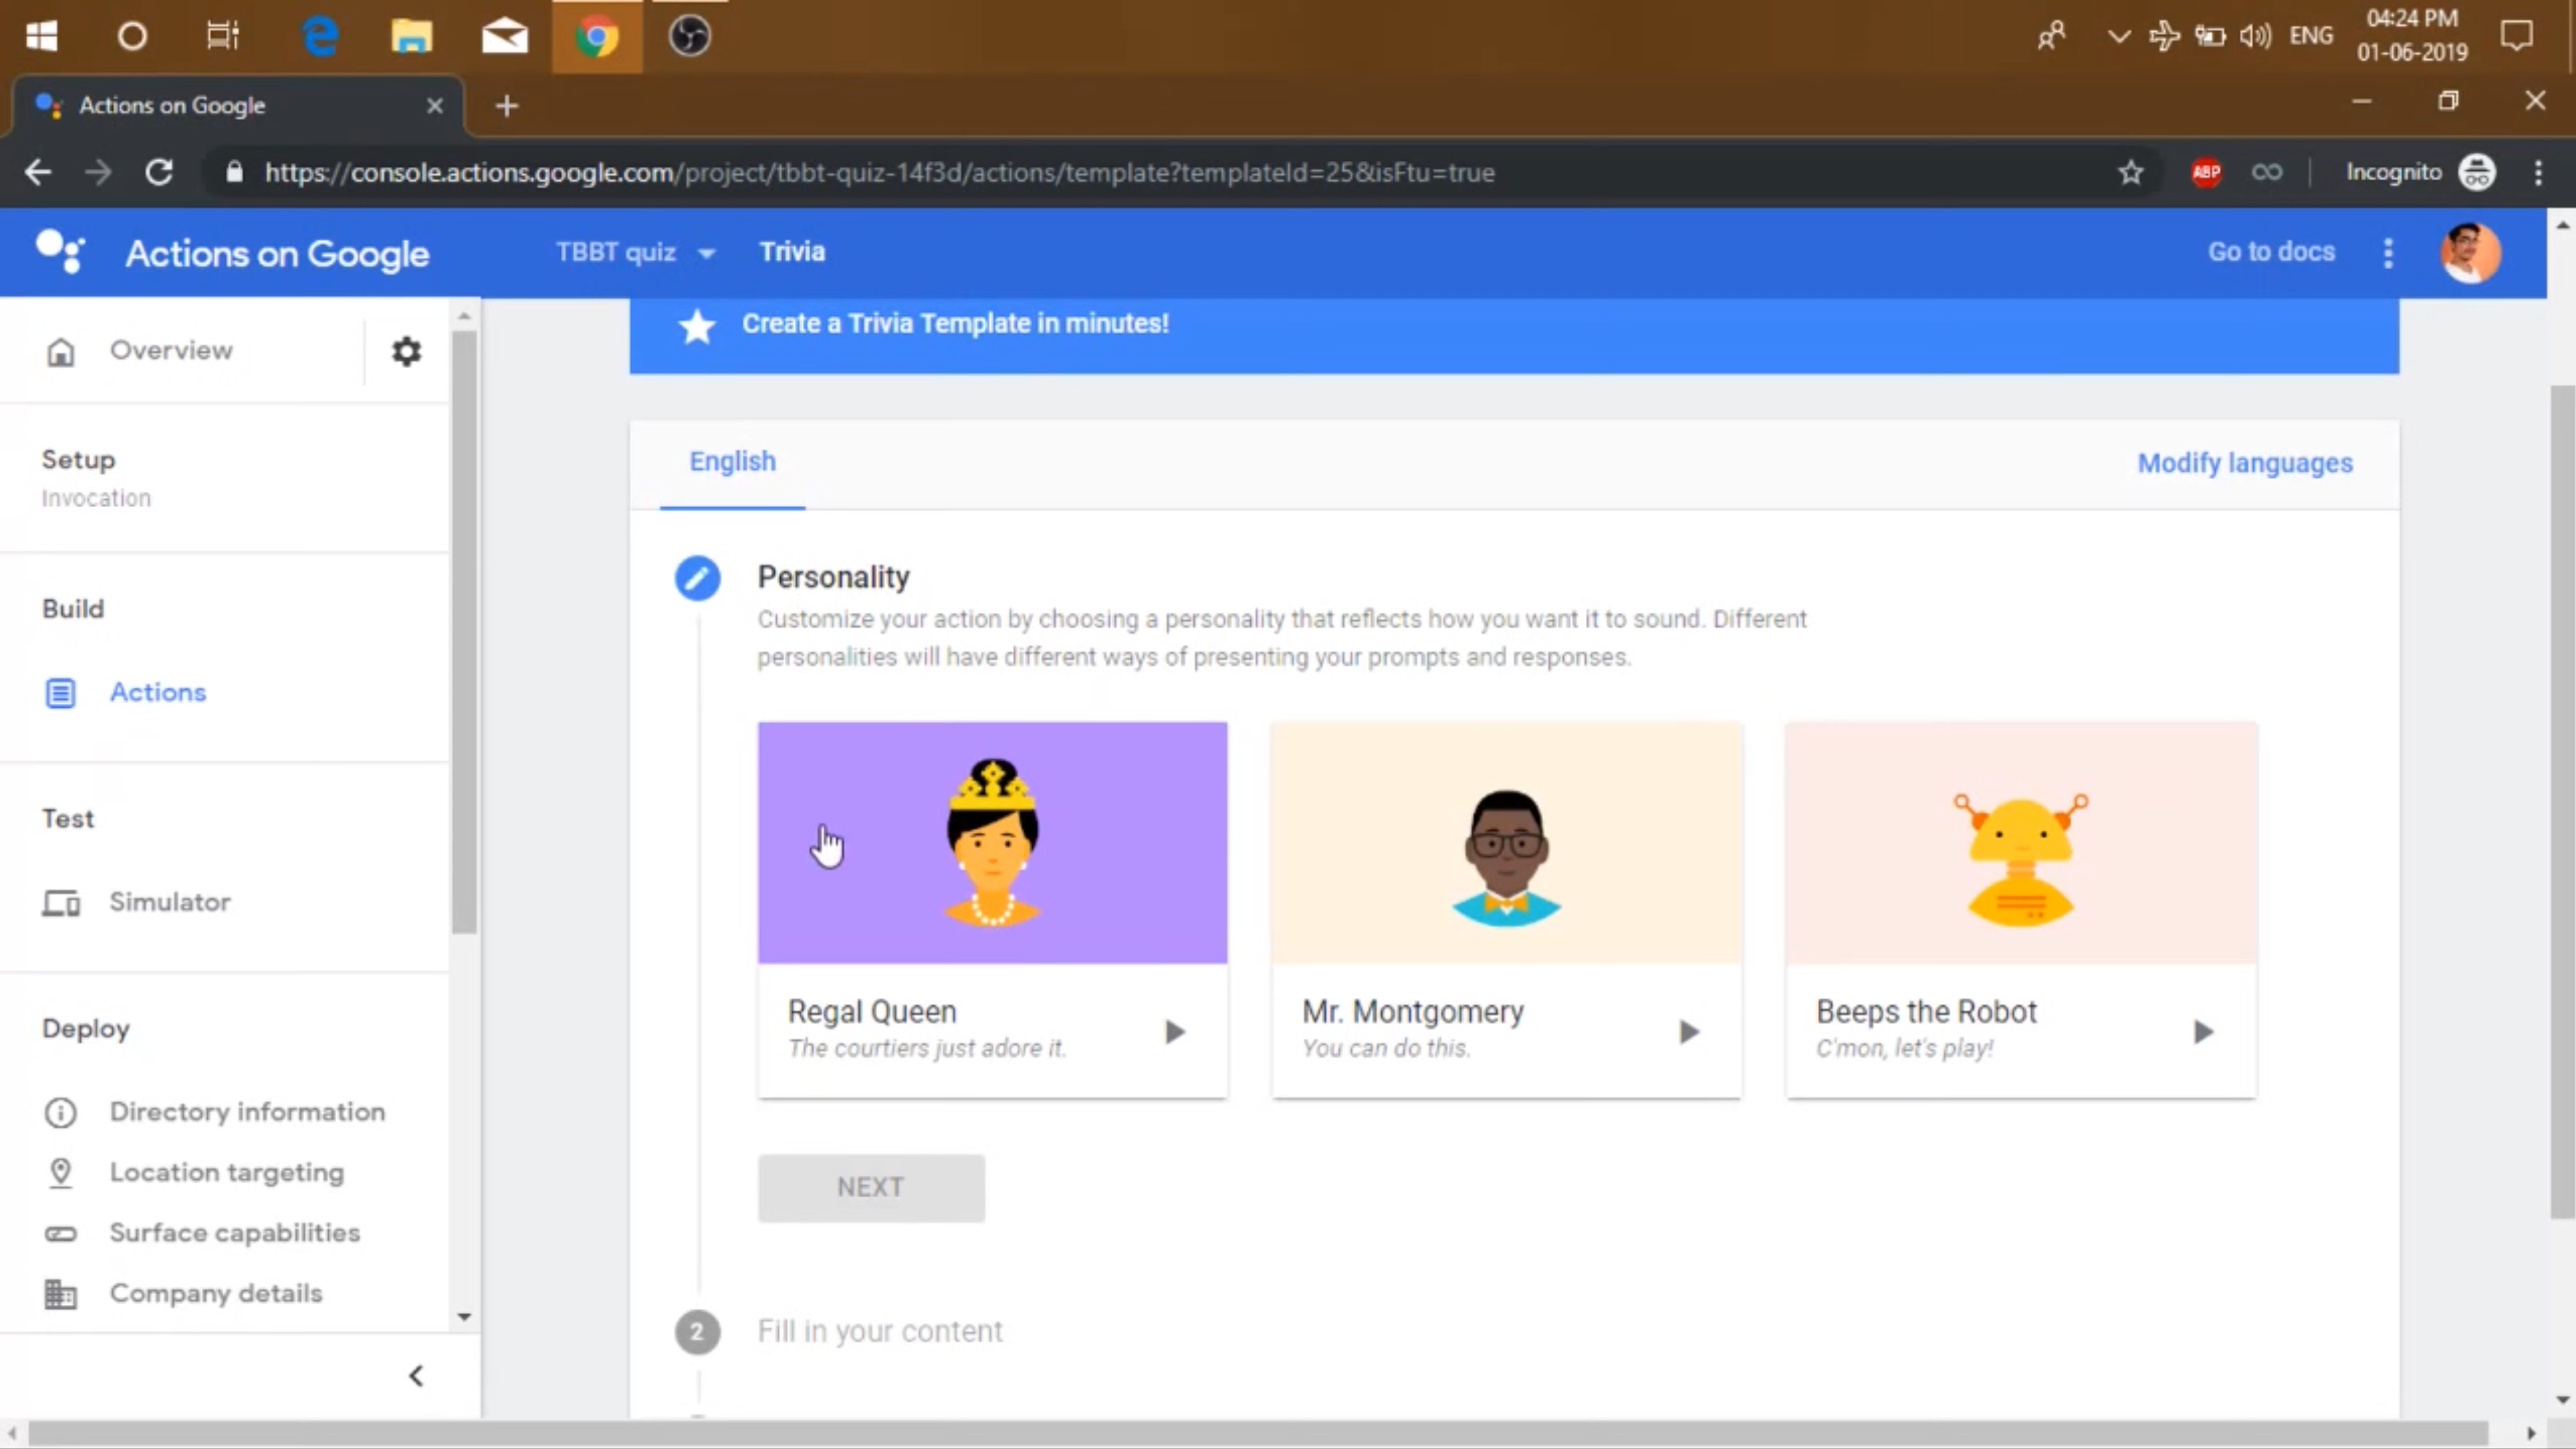 ENG
04:24 PM
01-06-2019
Actions on Google
https://console.actions.google.com/project/tbbt-quiz-14f3d/actions/template?templateId=25&isFtu=true
ABP
Incognito
Actions on Google
TBBT quiz
Trivia
Go to docs
Create a Trivia Template in minutes!
Overview
Setup
Invocation
Build
Actions
Test
Simulator
Deploy
Directory information
Location targeting
Surface capabilities
Company details
English
Modify languages
Personality
Customize your action by choosing a personality that reflects how you want it to sound. Different
personalities will have different ways of presenting your prompts and responses.
Regal Queen
The courtiers just adore it.
Mr. Montgomery
You can do this.
Beeps the Robot
C'mon, let's play!
NEXT
2 Fill in your content